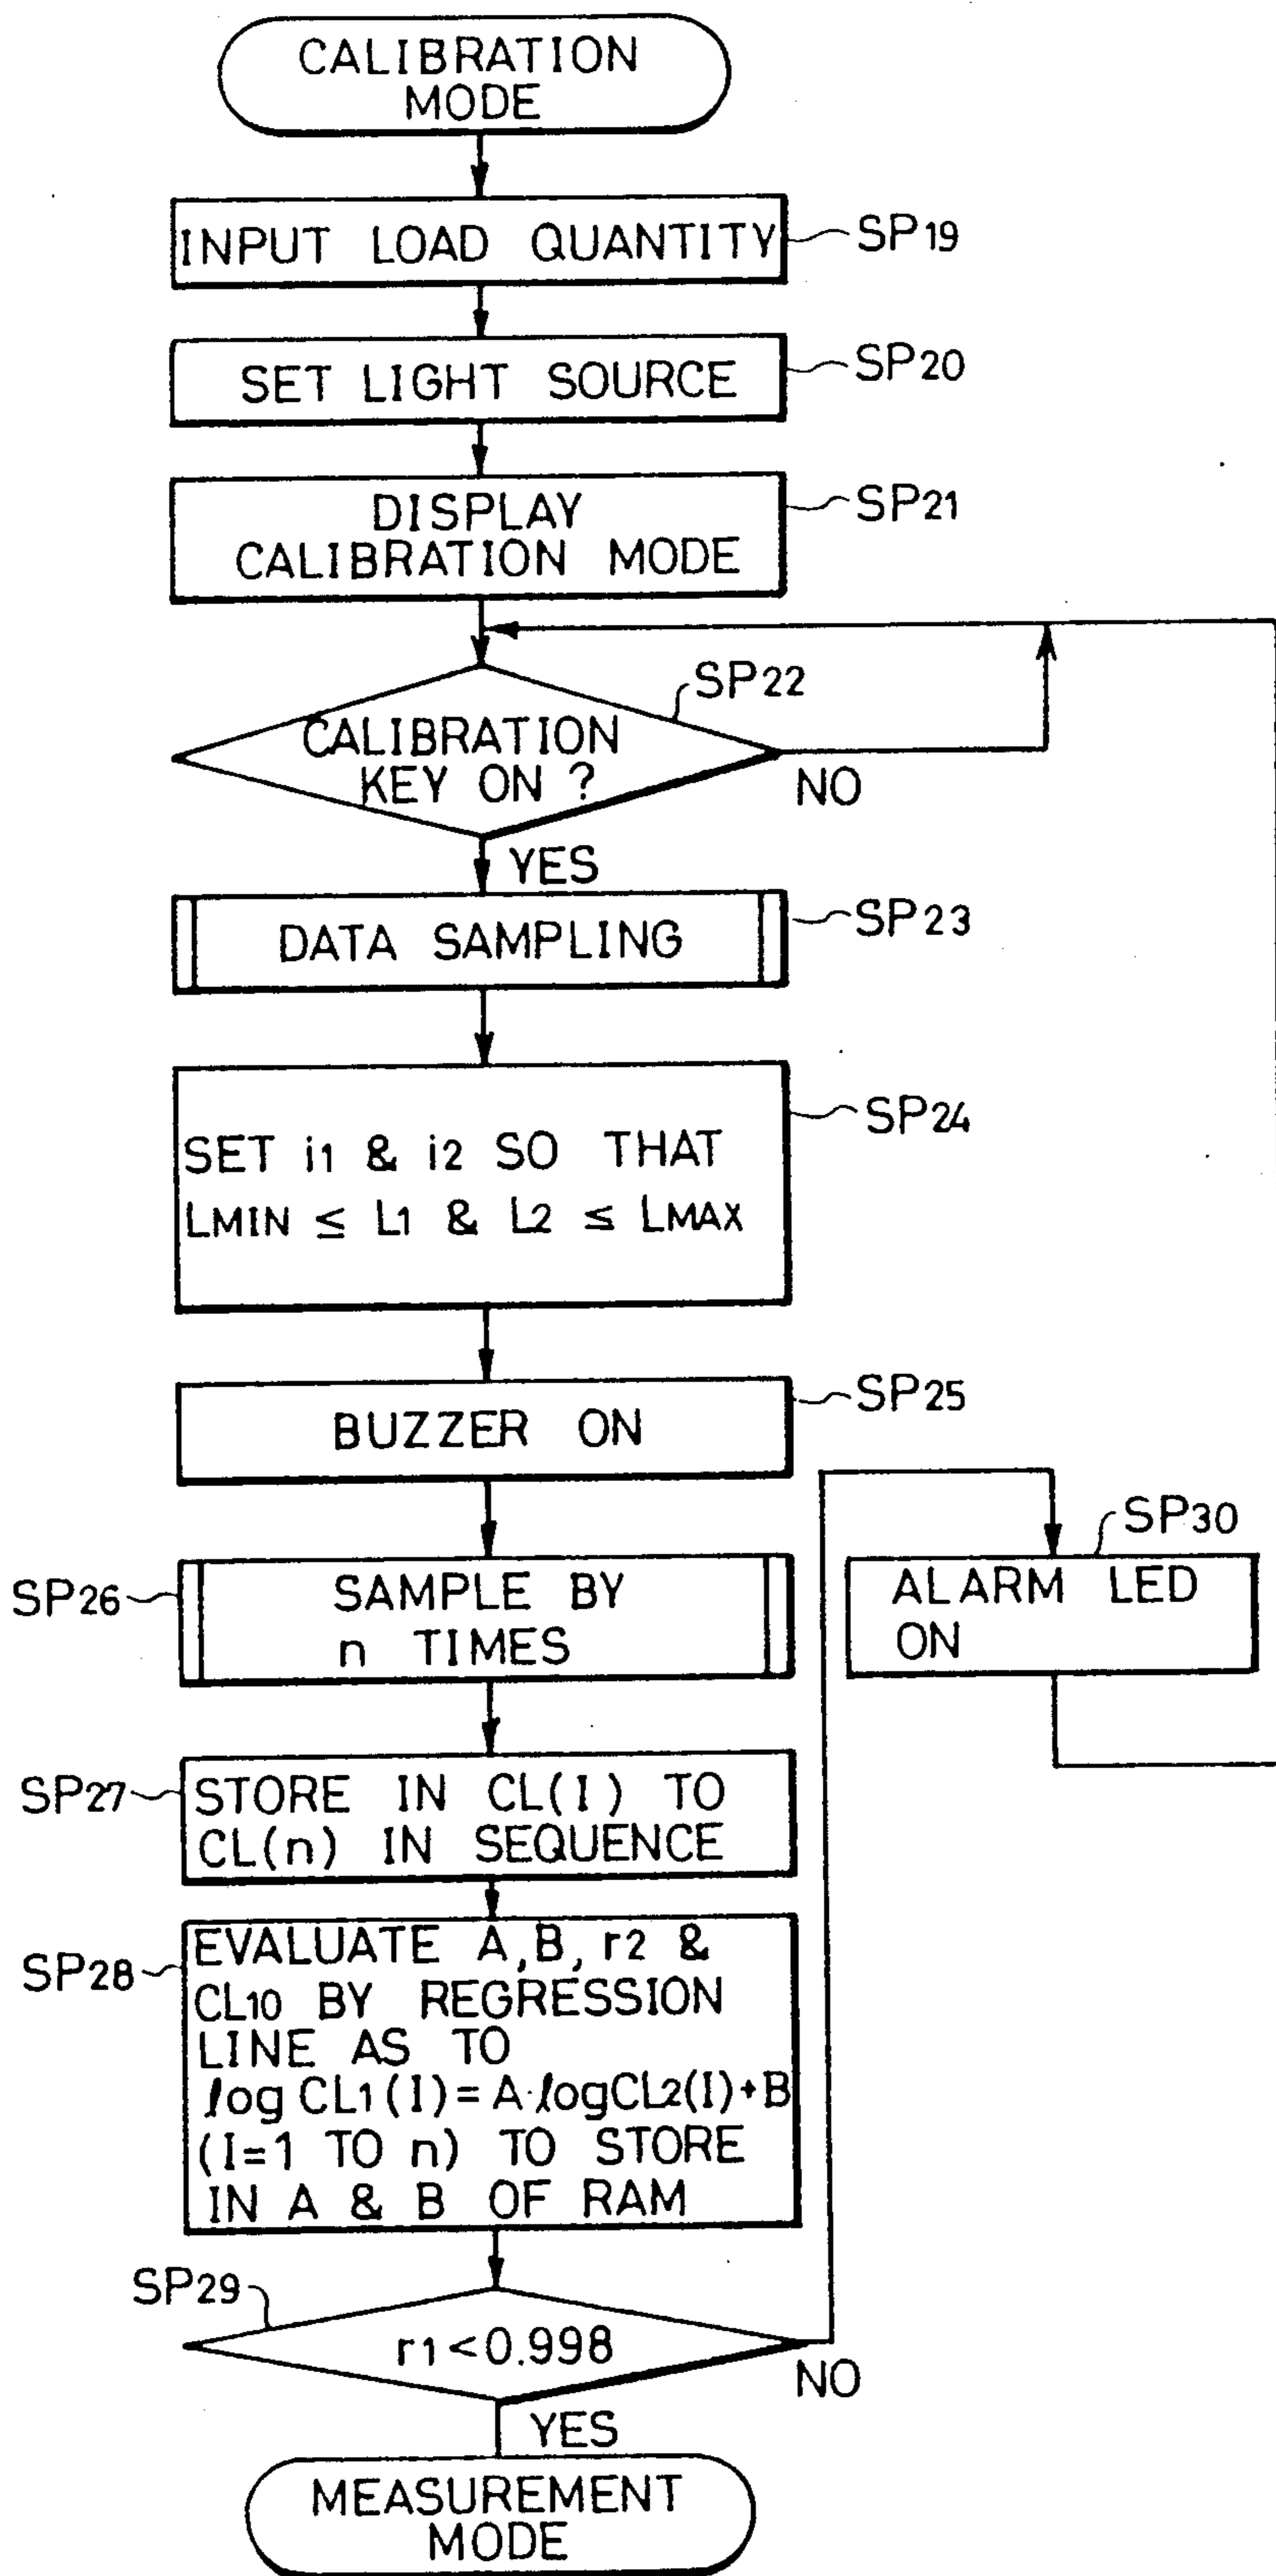 CALIBRATION
MODE
INPUT LOAD QUANTITY
SP19
SET LIGHT SOURCE
SP20
DISPLAY
CALIBRATION MODE
SP21
SP22
CALIBRATION
KEY ON ?
NO
YES
DATA SAMPLING
SP23
SET i1 & i2 SO THAT
LMIN ≤ L1 & L2 ≤ LMAX
SP24
BUZZER ON
SP25
SP26
SAMPLE BY
n TIMES
SP30
ALARM LED
ON
SP27
STORE IN CL(I) TO
CL(n) IN SEQUENCE
SP28
EVALUATE A, B, r2 &
CL10 BY REGRESSION
LINE AS TO
log CL1(I) = A·logCL2(I)+B
(I=1 TO n) TO STORE
IN A & B OF RAM
SP29
r1<0.998
NO
YES
MEASUREMENT
MODE